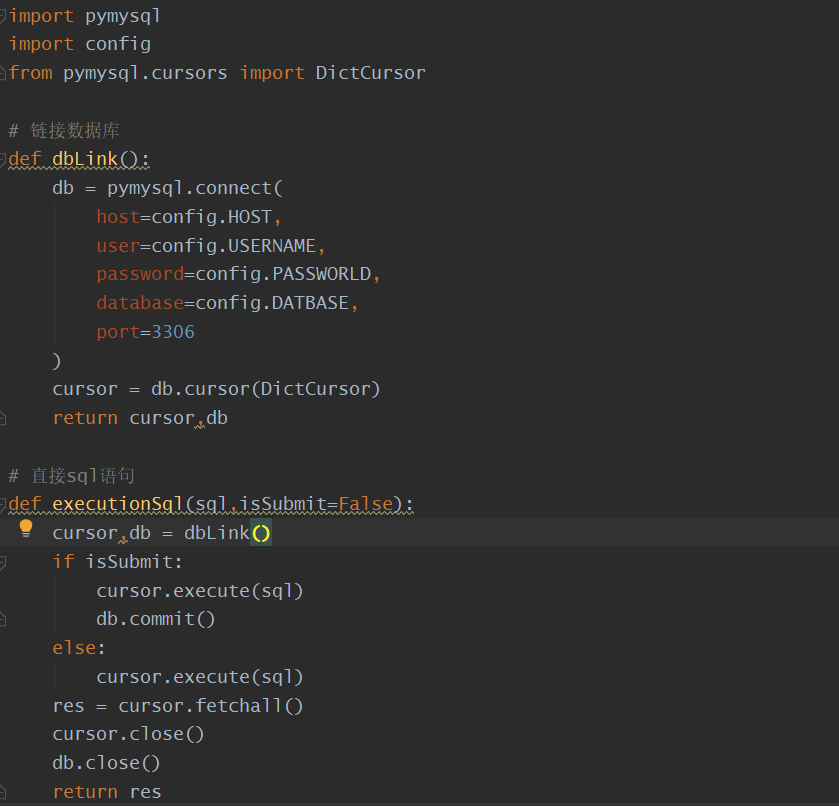 import pymysql
import config
from pymysql.cursors import DictCursor
# 链接数据库
def dbLink():
    db = pymysql.connect(
        host=config.HOST,
        user=config.USERNAME,
        password=config.PASSWORLD,
        database=config.DATBASE,
        port=3306
    )
    cursor = db.cursor(DictCursor)
    return cursor,db
# 直接sql语句
def executionSql(sql,isSubmit=False):
    cursor,db = dbLink()
    if isSubmit:
        cursor.execute(sql)
        db.commit()
    else:
        cursor.execute(sql)
    res = cursor.fetchall()
    cursor.close()
    db.close()
    return res